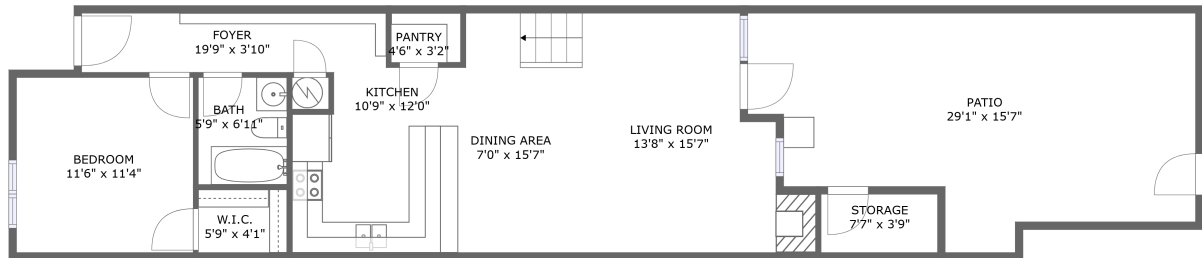 FOYER
19'9" x 3'10"
PANTRY
4'6" x 3'2"
KITCHEN
10'9" x 12'0"
BATH
5'9" x 6'11"
BEDROOM
11'6" x 11'4"
W.I.C.
5'9" x 4'1"
DINING AREA
7'0" x 15'7"
LIVING ROOM
13'8" x 15'7"
PATIO
29'1" x 15'7"
STORAGE
7'7" x 3'9"